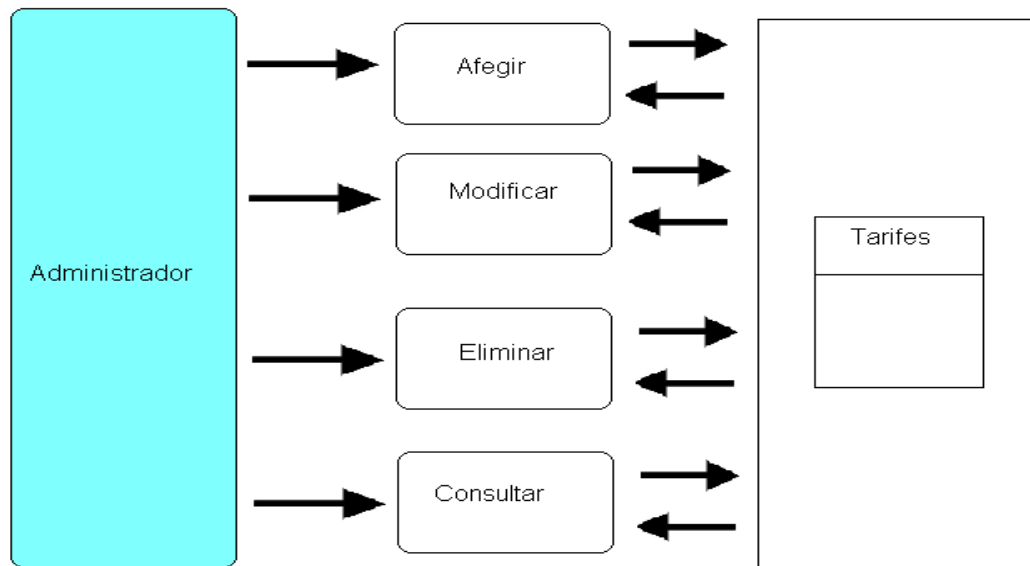 Afegir
Modificar
Tarifes
Administrador
Eliminar
Consultar